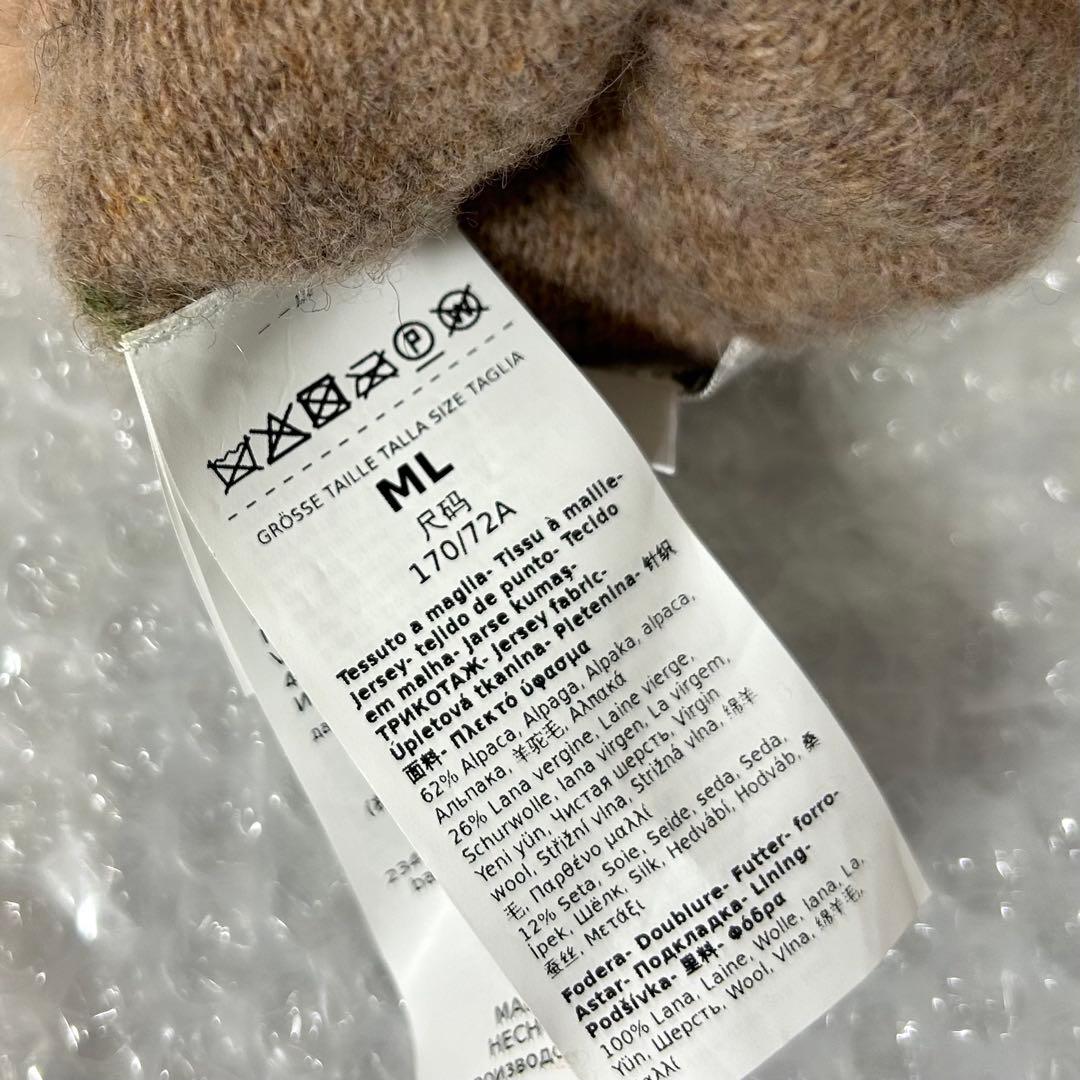 P
W
GRÖSSE TAILLE TALLA SIZE TAGLIA
ML
尺码
170/72A
Tessuto a maglia- Tissu à maille-
Jersey- tejido de punto- Tecido
em malha- Jarse kumaş-
ТРИКОТАЖ- Jersey fabric-
Úpletová tkanina- Pletenina- 针织
面料- Πλεκτό ύφασμα
62% Alpaca, Alpaga, Alpaka, alpaca,
Альпака, 羊驼毛, Αλπακά
26% Lana vergine, Laine vierge,
Schurwolle, lana virgen, La virgem,
Yeni yün, Чистая шерсть, Virgin
wool, Střižní vlna, Strižná vlna, 绵羊
毛, Παρθένο μαλλί
12% Seta, Soie, Seide, seda, Seda,
İpek, Шёлк, Silk, Hedvábí, Hodváb, 桑
蚕丝, Μετάξι
Fodera- Doublure- Futter- forro-
Astar- Подкладка- Lining-
Podšívka- 里料- Φόδρα
100% Lana, Laine, Wolle, lana, La,
Yün, Шерсть, Wool, Vlna, 绵羊毛,
HECH